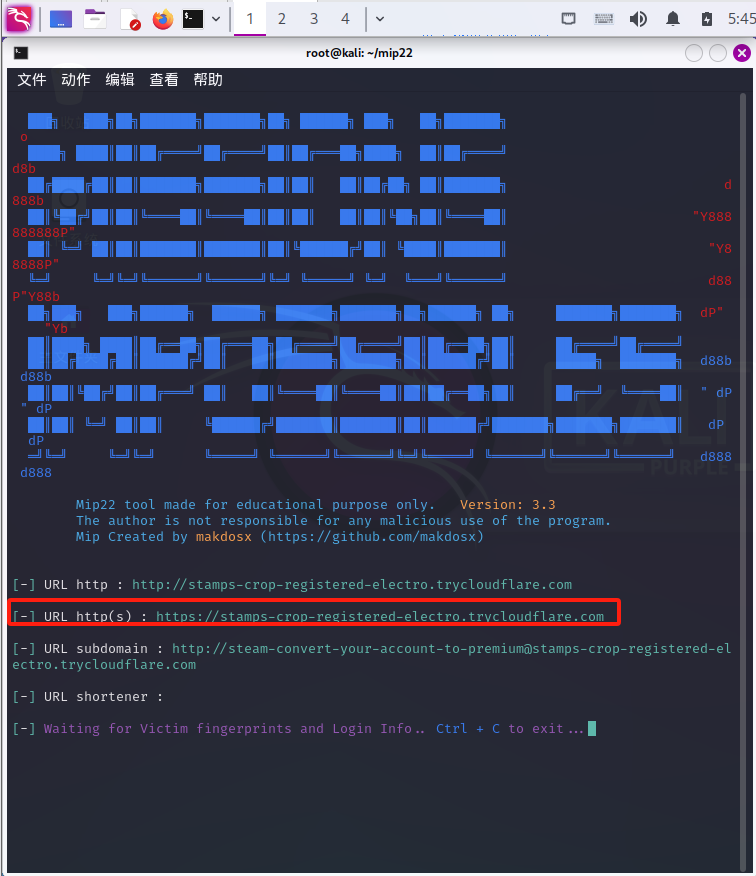 1 2 3 4 5:45
root@kali: ~/mip22
文件 动作 编辑 查看 帮助
o
d8b
d
888b
"Y888
888888P"
"Y8
8888P"
d88
P"Y88b
dP"
"Yb
d88b
d88b
" dP
" dP
dP
dP
d888
d888
KALI
PURPLE
Mip22 tool made for educational purpose only. Version: 3.3
The author is not responsible for any malicious use of the program.
Mip Created by makdosx (https://github.com/makdosx)
[-] URL http : http://stamps-crop-registered-electro.trycloudflare.com
[-] URL http(s) : https://stamps-crop-registered-electro.trycloudflare.com
[-] URL subdomain : http://steam-convert-your-account-to-premium@stamps-crop-registered-el
ectro.trycloudflare.com
[-] URL shortener :
[-] Waiting for Victim fingerprints and Login Info.. Ctrl + C to exit...